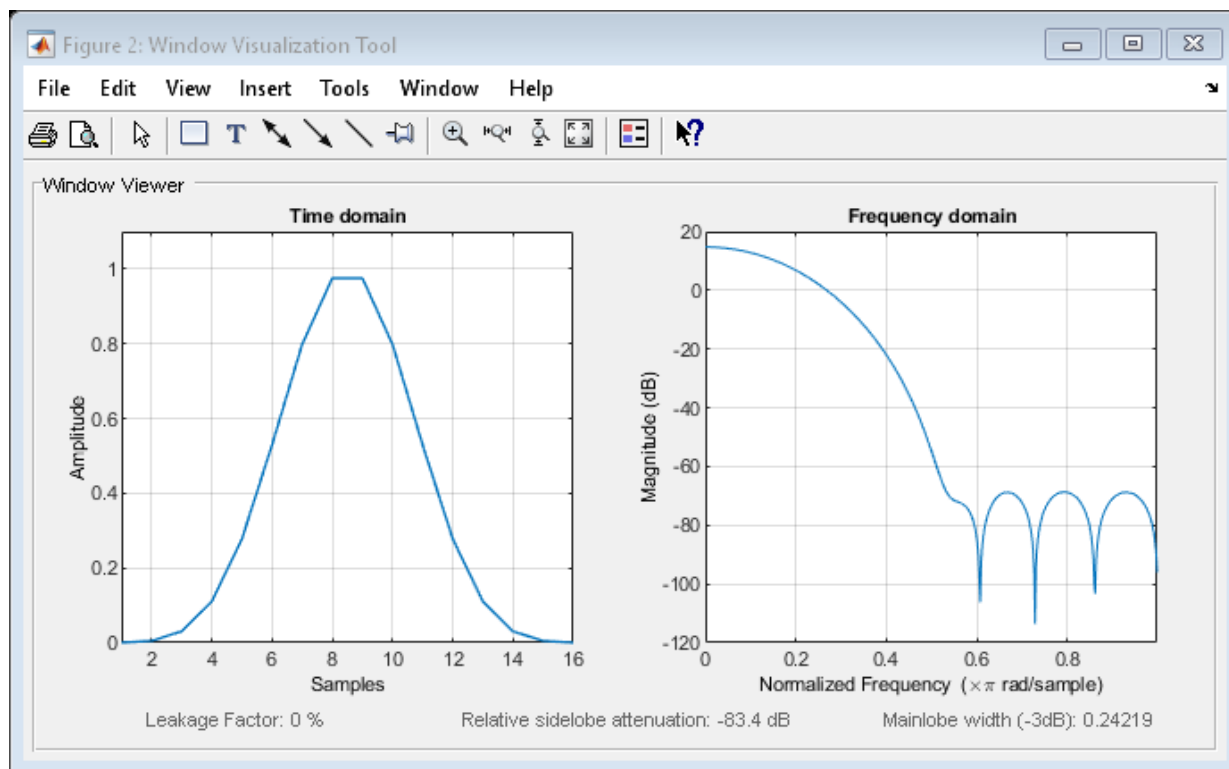 Figure 2: Window Visualization Tool
File Edit View Insert Tools Window Help
T
Window Viewer
Time domain
1
0.8
0.6
0.4
0.2
0
2 4 6 8 10 12 14 16
Amplitude
Samples
Frequency domain
20
0
-20
-40
-60
-80
-100
-120
0 0.2 0.4 0.6 0.8
Magnitude (dB)
Normalized Frequency (×π rad/sample)
Leakage Factor: 0 % Relative sidelobe attenuation: -83.4 dB Mainlobe width (-3dB): 0.24219